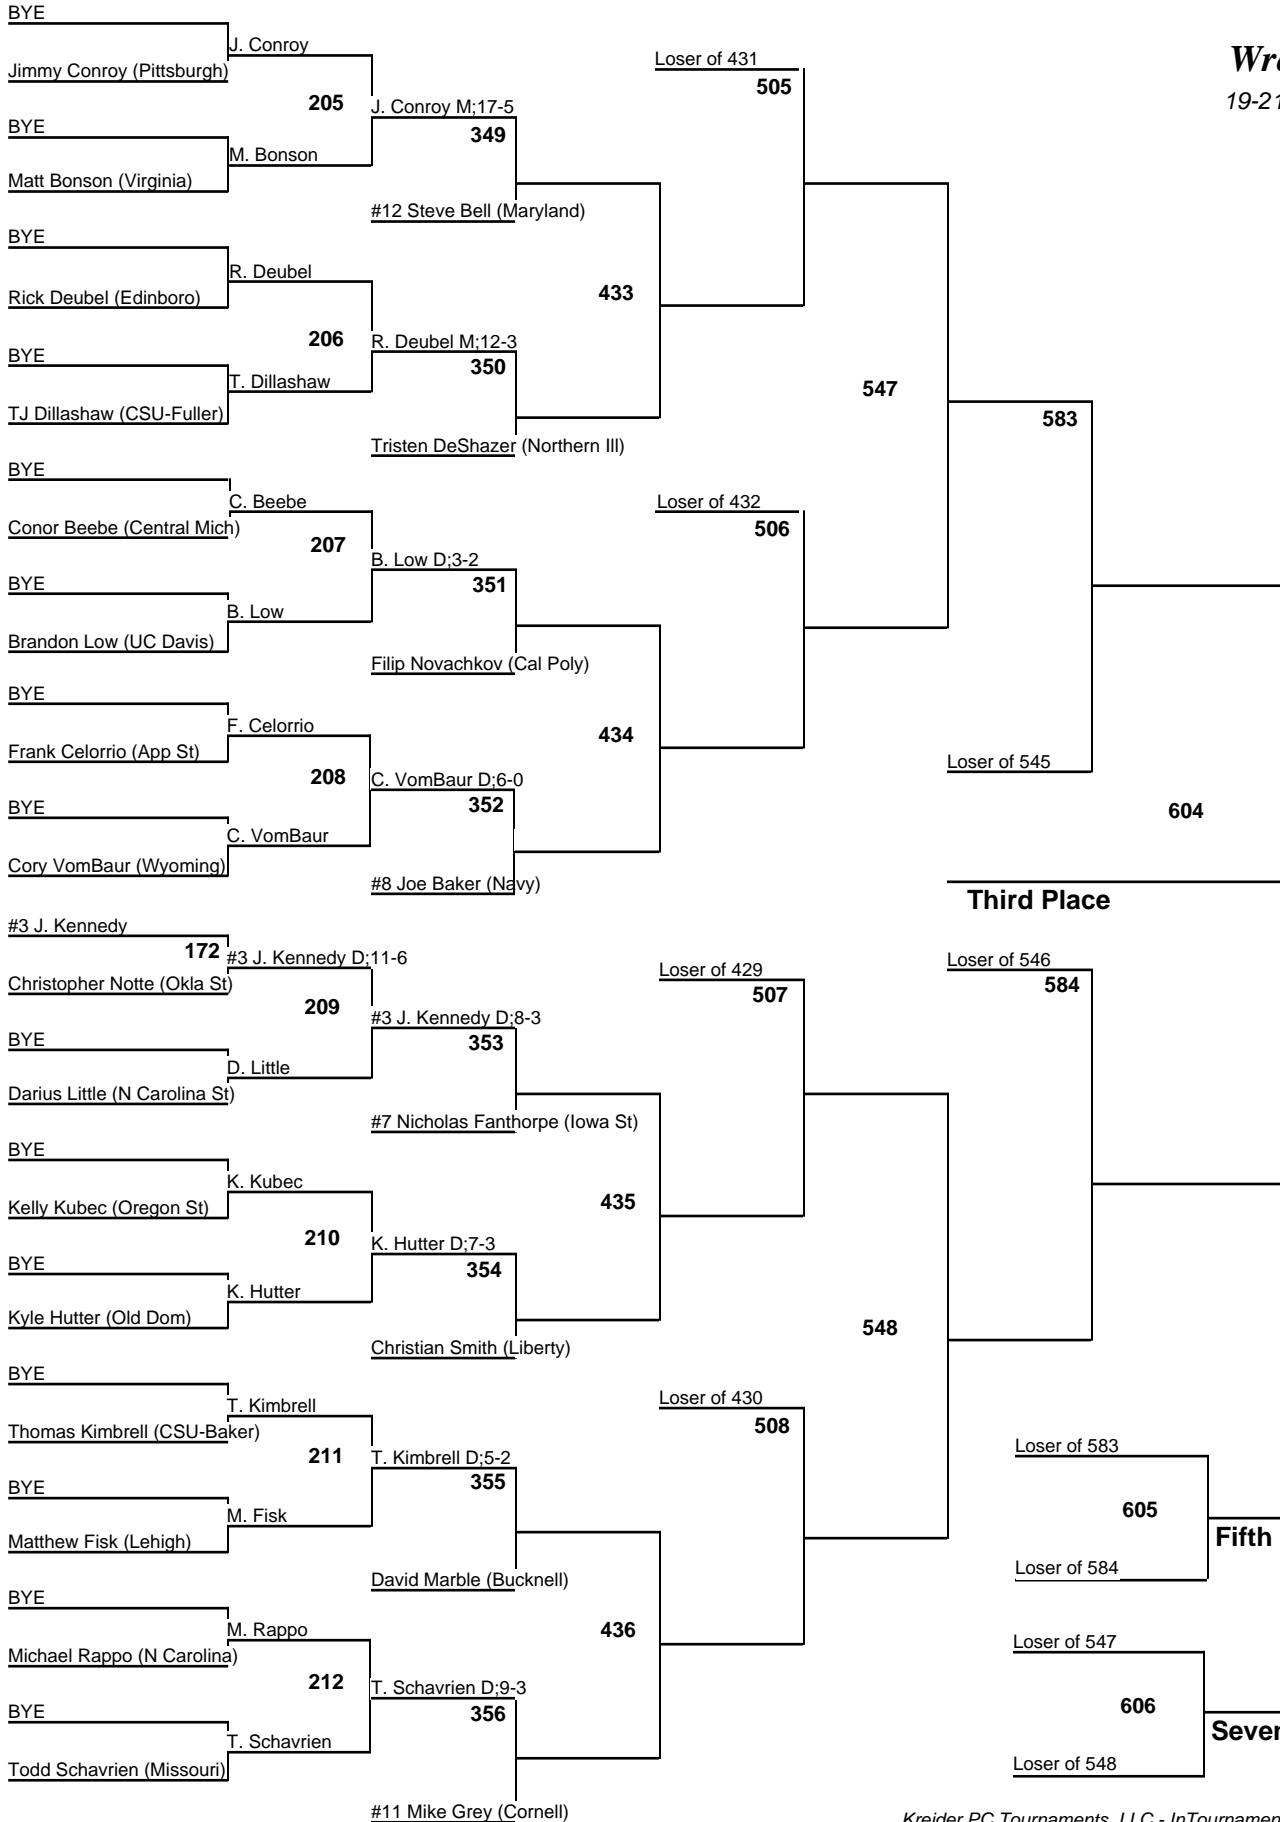 BYE
J. Conroy
Jimmy Conroy (Pittsburgh)
205
J. Conroy M;17-5
349
BYE
M. Bonson
Matt Bonson (Virginia)
#12 Steve Bell (Maryland)
BYE
R. Deubel
Rick Deubel (Edinboro)
206
R. Deubel M;12-3
350
BYE
T. Dillashaw
TJ Dillashaw (CSU-Fuller)
Tristen DeShazer (Northern Ill)
433
Loser of 431
505
BYE
C. Beebe
Conor Beebe (Central Mich)
207
B. Low D;3-2
351
BYE
B. Low
Brandon Low (UC Davis)
Filip Novachkov (Cal Poly)
BYE
F. Celorrio
Frank Celorrio (App St)
208
C. VomBaur D;6-0
352
BYE
C. VomBaur
Cory VomBaur (Wyoming)
#8 Joe Baker (Navy)
434
Loser of 432
506
547
583
Loser of 545
604
Third Place
#3 J. Kennedy
172
#3 J. Kennedy D;11-6
Christopher Notte (Okla St)
209
#3 J. Kennedy D;8-3
353
BYE
D. Little
Darius Little (N Carolina St)
#7 Nicholas Fanthorpe (Iowa St)
BYE
K. Kubec
Kelly Kubec (Oregon St)
210
K. Hutter D;7-3
354
BYE
K. Hutter
Kyle Hutter (Old Dom)
Christian Smith (Liberty)
435
Loser of 429
507
Loser of 546
584
548
BYE
T. Kimbrell
Thomas Kimbrell (CSU-Baker)
211
T. Kimbrell D;5-2
355
BYE
M. Fisk
Matthew Fisk (Lehigh)
David Marble (Bucknell)
BYE
M. Rappo
Michael Rappo (N Carolina)
212
T. Schavrien D;9-3
356
BYE
T. Schavrien
Todd Schavrien (Missouri)
#11 Mike Grey (Cornell)
436
Loser of 430
508
Loser of 583
605
Fifth
Loser of 584
Loser of 547
606
Loser of 548
19-21
Kreider PC Tournaments, LLC -